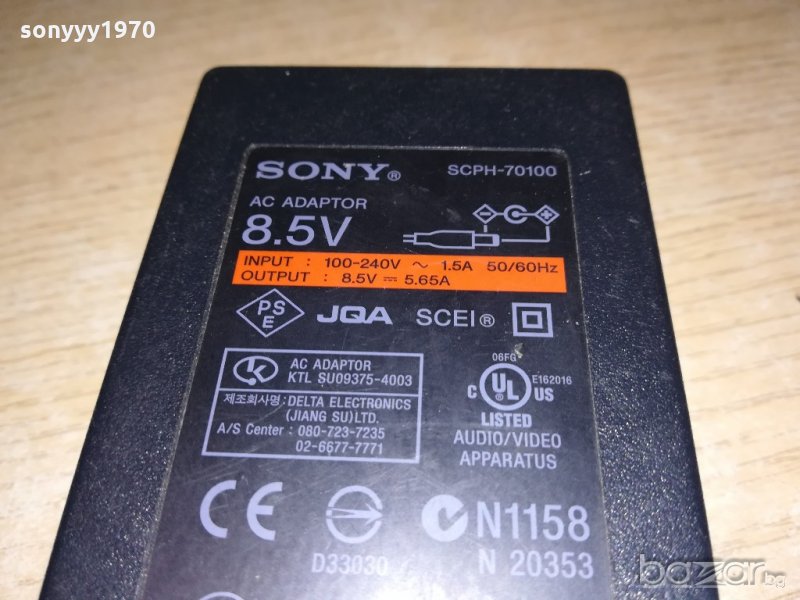 sonyyy1970
SONY® SCPH-70100
AC ADAPTOR
8.5V
INPUT : 100-240V ~ 1.5A 50/60Hz
OUTPUT : 8.5V ⎓ 5.65A
PS
E
JQA SCEI®
AC ADAPTOR
KTL SU09375-4003
제조회사명: DELTA ELECTRONICS
(JIANG SU)LTD.
A/S Center : 080-723-7235
02-6677-7771
06FG
C UL® US E162016
LISTED
AUDIO/VIDEO
APPARATUS
CE N1158
D33030 N 20353
bazar.bg